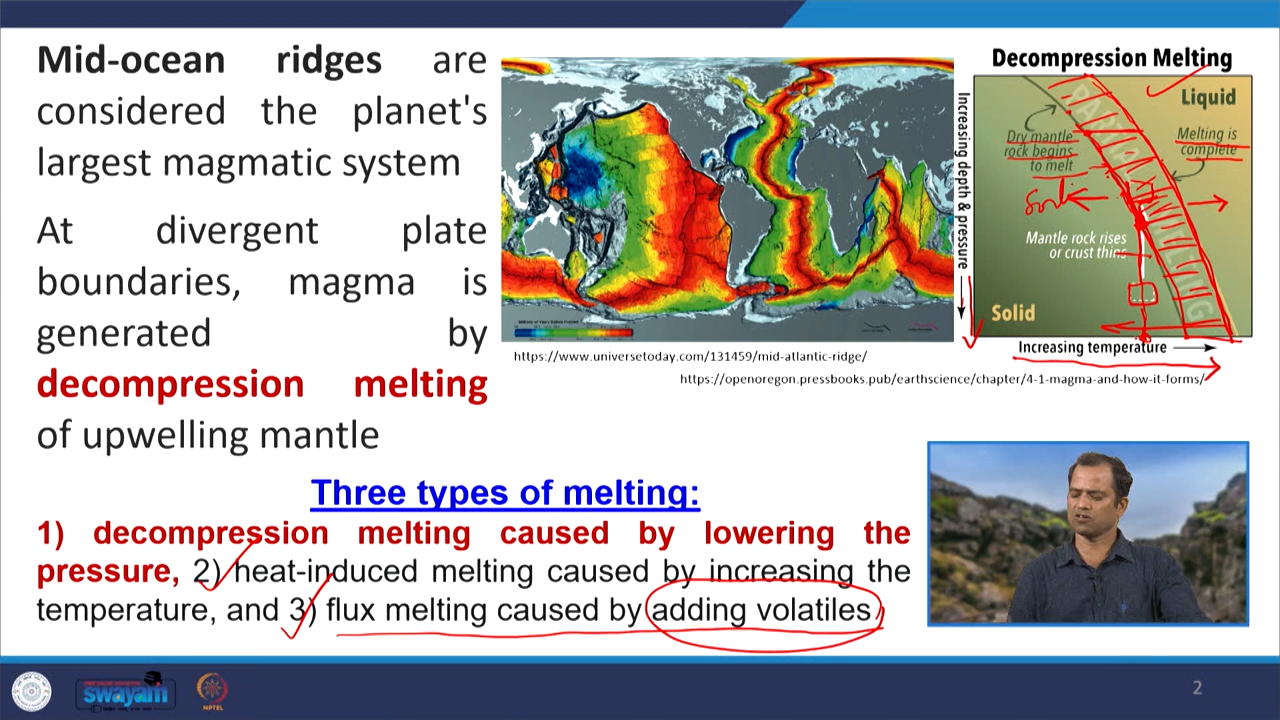 Mid-ocean ridges are
considered the planet's
largest magmatic system
At divergent plate
boundaries, magma is
generated by
decompression melting
of upwelling mantle
https://www.universetoday.com/131459/mid-atlantic-ridge/
Decompression Melting
Liquid
Dry mantle
rock begins
to melt
Melting is
complete
PARTIAL MELTING
Mantle rock rises
or crust thins
Solid
Increasing depth & pressure
Increasing temperature
https://openoregon.pressbooks.pub/earthscience/chapter/4-1-magma-and-how-it-forms/
Three types of melting:
1) decompression melting caused by lowering the
pressure, 2) heat-induced melting caused by increasing the
temperature, and 3) flux melting caused by adding volatiles
swayam
NPTEL
2